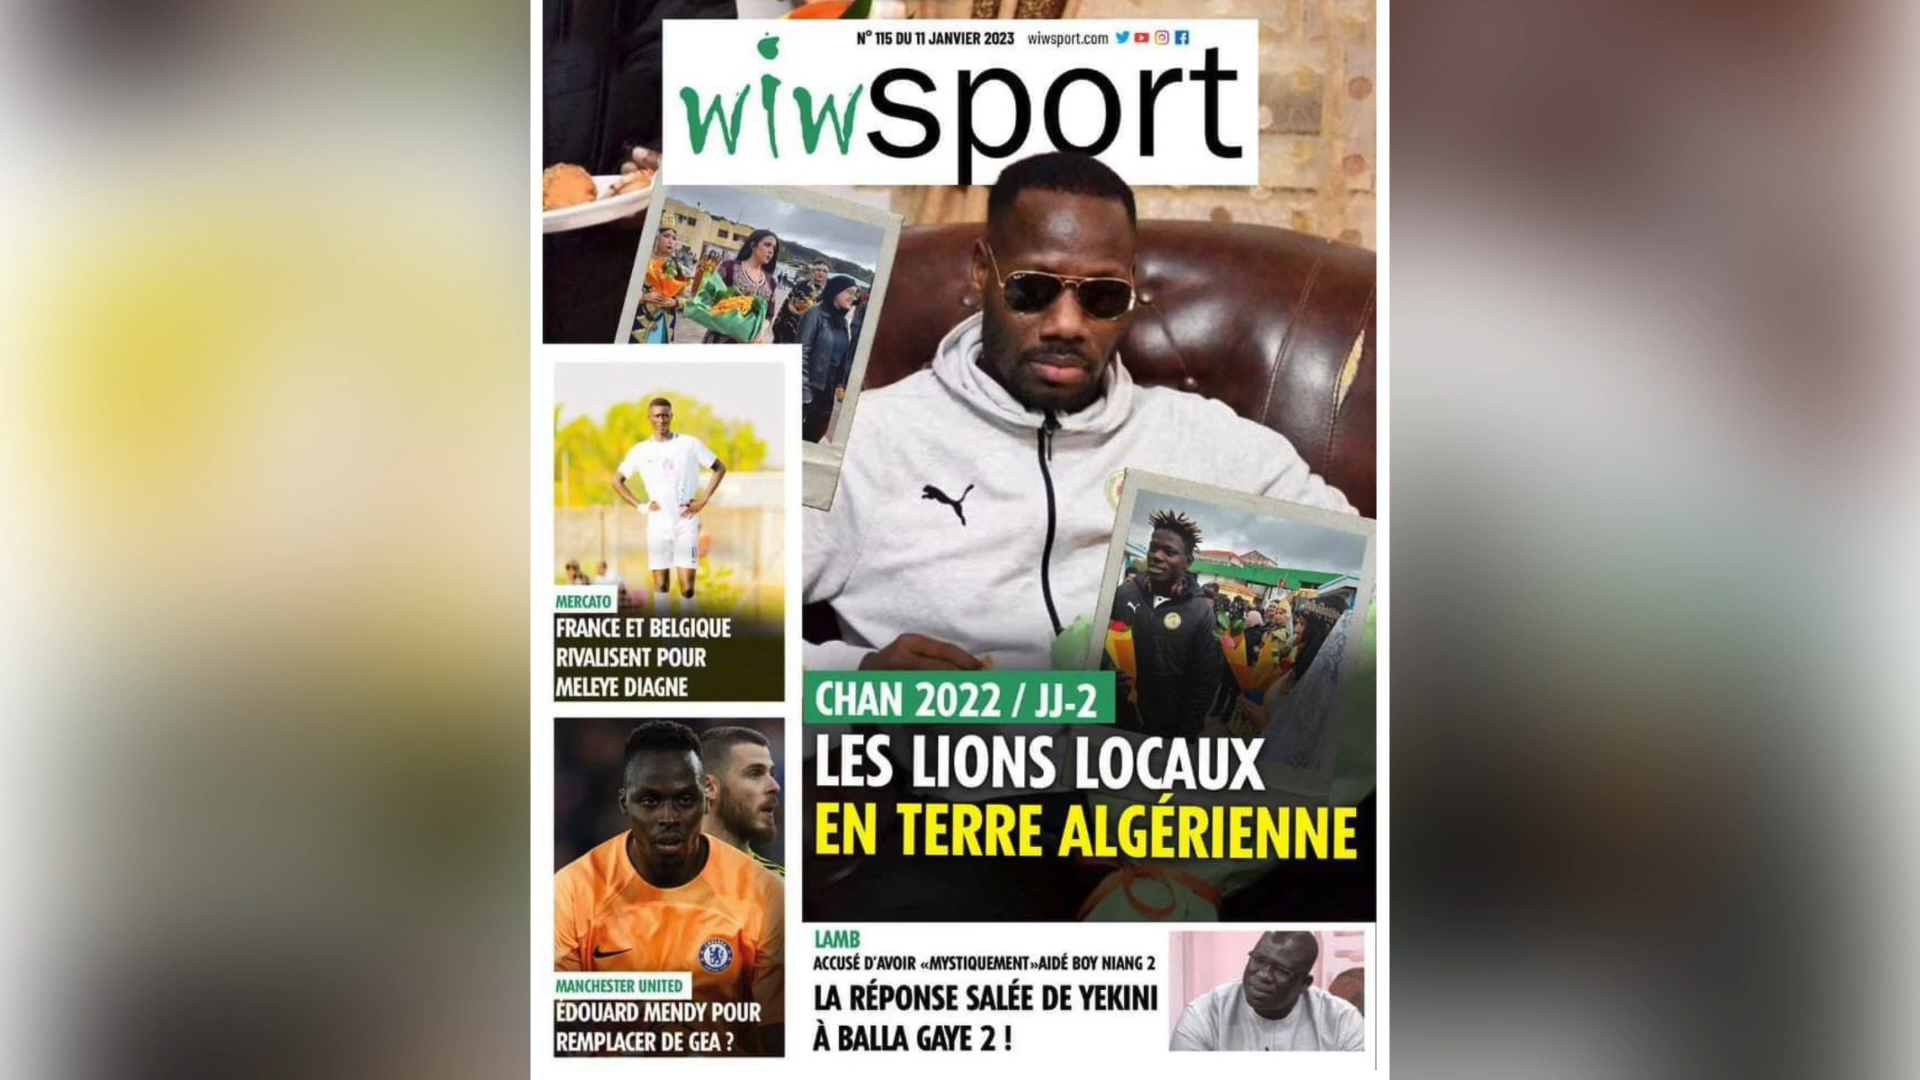 N° 115 DU 11 JANVIER 2023 wiwsport.com
wiwsport
MERCATO
FRANCE ET BELGIQUE
RIVALISENT POUR
MELEYE DIAGNE
CHAN 2022 / JJ-2
LES LIONS LOCAUX
EN TERRE ALGÉRIENNE
MANCHESTER UNITED
ÉDOUARD MENDY POUR
REMPLACER DE GEA ?
LAMB
ACCUSÉ D'AVOIR «MYSTIQUEMENT»AIDÉ BOY NIANG 2
LA RÉPONSE SALÉE DE YEKINI
À BALLA GAYE 2 !